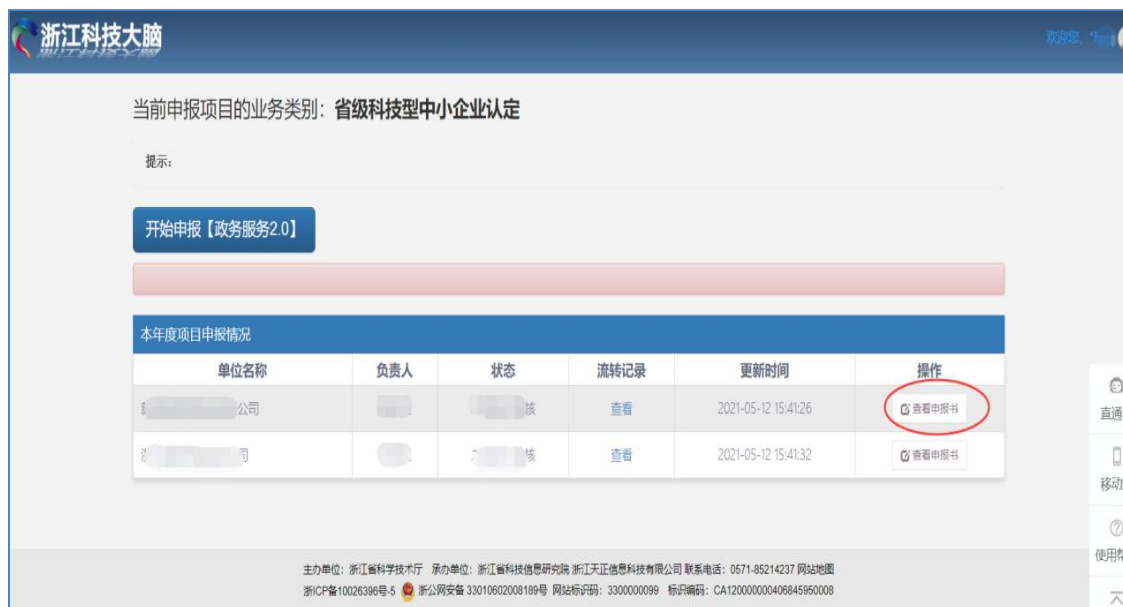 浙江科技大脑
欢迎您,
当前申报项目的业务类别：省级科技型中小企业认定
提示：
开始申报【政务服务2.0】
本年度项目申报情况
单位名称 负责人 状态 流转记录 更新时间 操作
公司 核 查看 2021-05-12 15:41:26 查看申报书
司 核 查看 2021-05-12 15:41:32 查看申报书
直通
移动
使用帮
主办单位：浙江省科学技术厅 承办单位：浙江省科技信息研究院 浙江天正信息科技有限公司 联系电话：0571-85214237 网站地图
浙ICP备10026396号-5 浙公网安备 33010602008189号 网站标识码：3300000099 标识编码：CA120000000406845950008